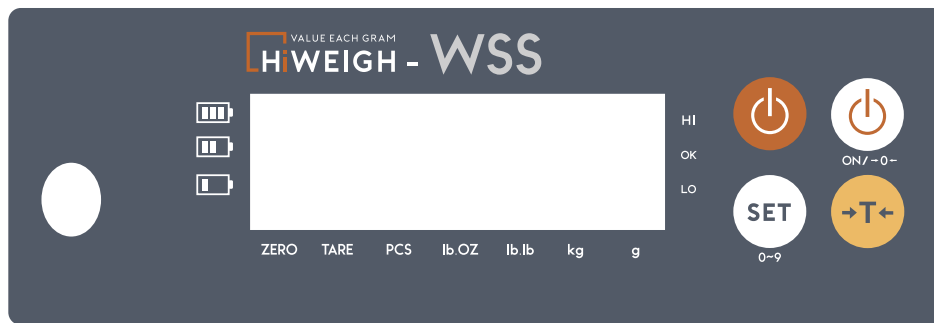 VALUE EACH GRAM
HiWEIGH - WSS
HI
OK
LO
ON/→0←
SET
→T←
0~9
ZERO TARE PCS lb.OZ lb.lb kg g